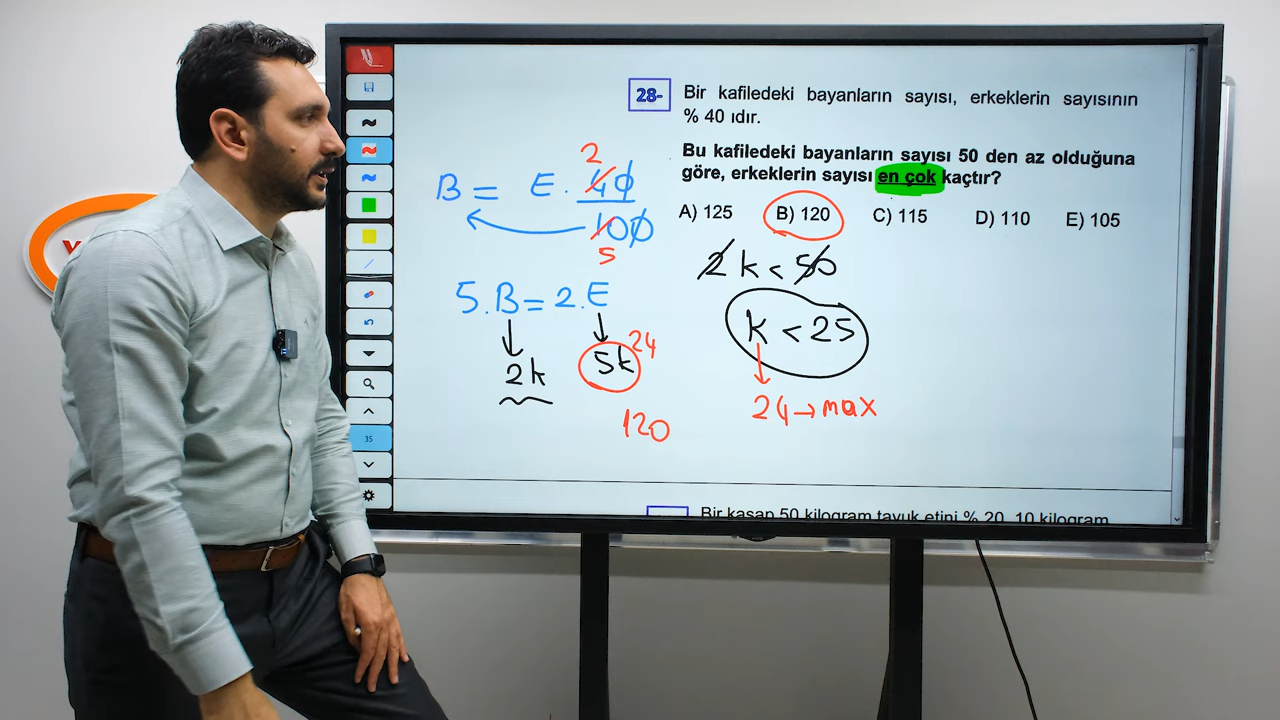 28- Bir kafiledeki bayanların sayısı, erkeklerin sayısının
% 40 ıdır.
Bu kafiledeki bayanların sayısı 50 den az olduğuna
göre, erkeklerin sayısı en çok kaçtır?
A) 125 B) 120 C) 115 D) 110 E) 105
2
B = E . 40
100
5
5.B = 2.E
2k
5k 24
120
2k < 50
k < 25
24 → max
35
Bir kasap 50 kilogram tavuk etini % 20, 10 kilogram